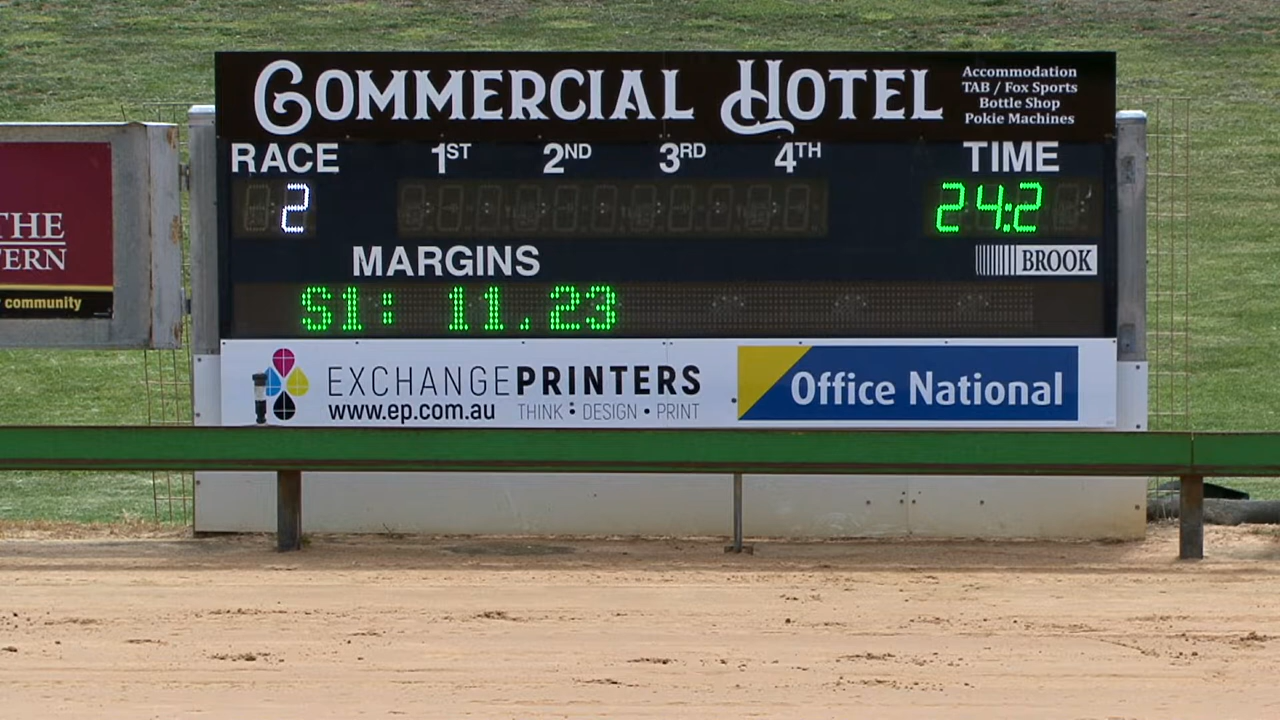 COMMERCIAL HOTEL
Accommodation
TAB / Fox Sports
Bottle Shop
Pokie Machines
RACE 1ST 2ND 3RD 4TH TIME
2 24:2
MARGINS
BROOK
S1: 11.23
THE
ERN
community
EXCHANGEPRINTERS
www.ep.com.au THINK : DESIGN • PRINT
Office National